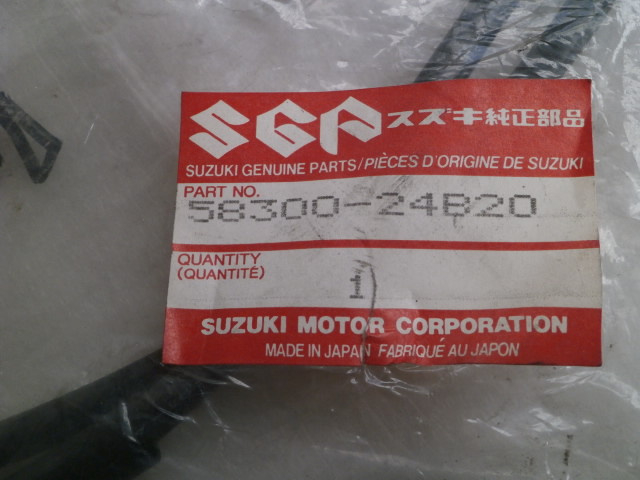 SGP スズキ純正部品
SUZUKI GENUINE PARTS/PIÈCES D'ORIGINE DE SUZUKI
PART NO.
58300-24B20
QUANTITY
(QUANTITÉ)
1
SUZUKI MOTOR CORPORATION
MADE IN JAPAN FABRIQUÉ AU JAPON